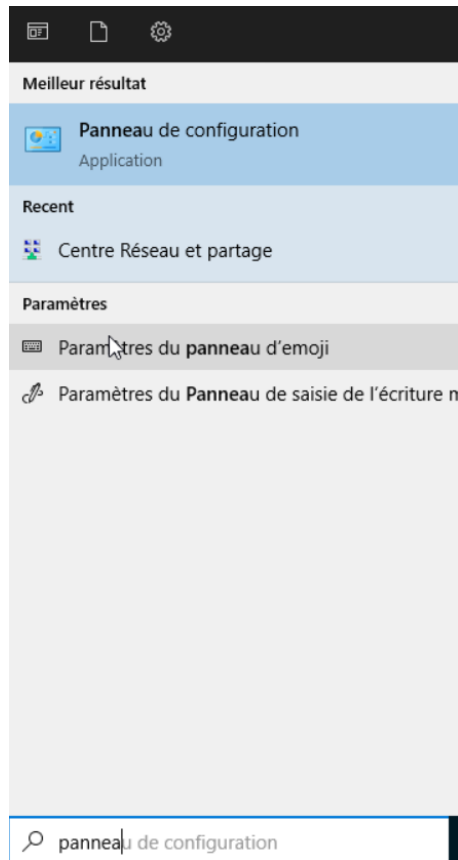 Meilleur résultat
Panneau de configuration
Application
Recent
Centre Réseau et partage
Paramètres
Paramètres du panneau d'emoji
Paramètres du Panneau de saisie de l'écriture
panneau de configuration